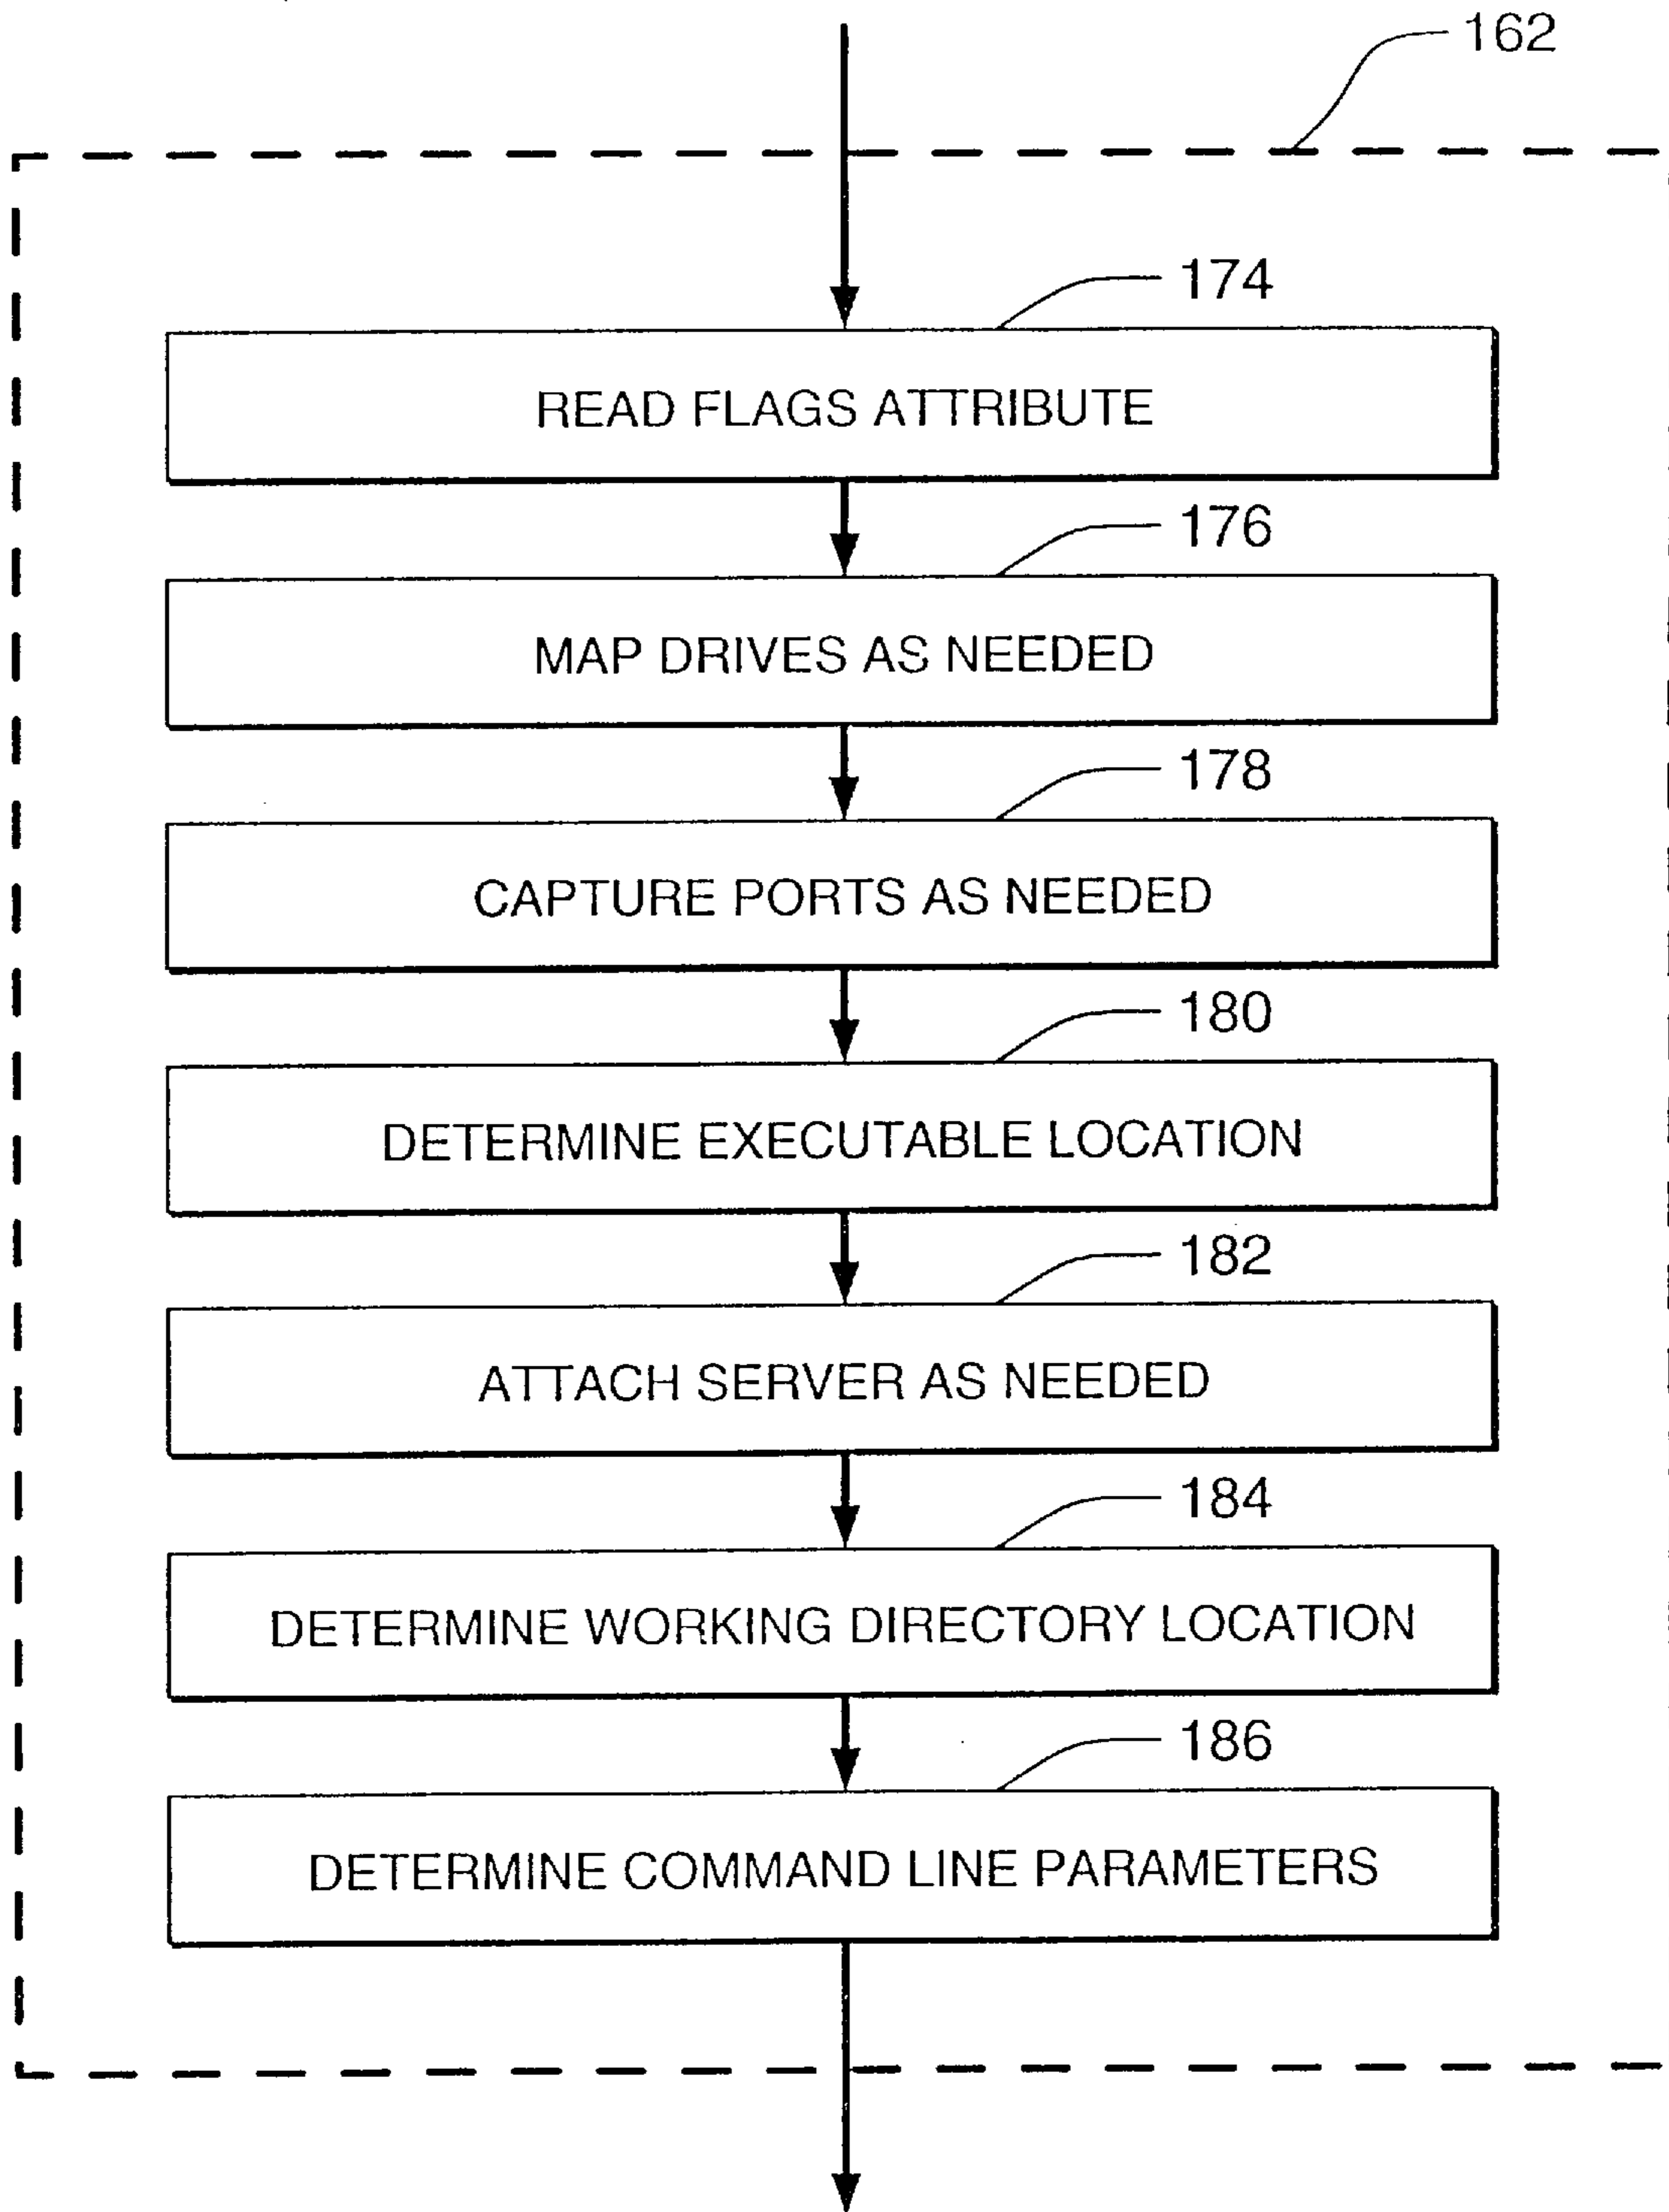 162
174
READ FLAGS ATTRIBUTE
176
MAP DRIVES AS NEEDED
178
CAPTURE PORTS AS NEEDED
180
DETERMINE EXECUTABLE LOCATION
182
ATTACH SERVER AS NEEDED
184
DETERMINE WORKING DIRECTORY LOCATION
186
DETERMINE COMMAND LINE PARAMETERS